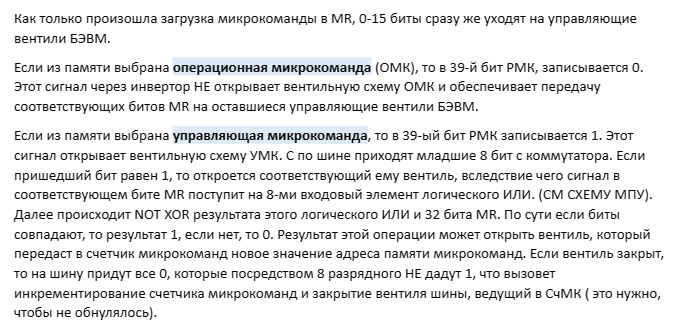 Как только произошла загрузка микрокоманды в MR, 0-15 биты сразу же уходят на управляющие
вентили БЭВМ.
Если из памяти выбрана операционная микрокоманда (ОМК), то в 39-й бит РМК, записывается 0.
Этот сигнал через инвертор НЕ открывает вентильную схему ОМК и обеспечивает передачу
соответствующих битов MR на оставшиеся управляющие вентили БЭВМ.
Если из памяти выбрана управляющая микрокоманда, то в 39-ый бит РМК записывается 1. Этот
сигнал открывает вентильную схему УМК. С по шине приходят младшие 8 бит с коммутатора. Если
пришедший бит равен 1, то откроется соответствующий ему вентиль, вследствие чего сигнал в
соответствующем бите MR поступит на 8-ми входовый элемент логического ИЛИ. (СМ СХЕМУ МПУ).
Далее происходит NOT XOR результата этого логического ИЛИ и 32 бита MR. По сути если биты
совпадают, то результат 1, если нет, то 0. Результат этой операции может открыть вентиль, который
передаст в счетчик микрокоманд новое значение адреса памяти микрокоманд. Если вентиль закрыт,
то на шину придут все 0, которые посредством 8 разрядного НЕ дадут 1, что вызовет
инкрементирование счетчика микрокоманд и закрытие вентиля шины, ведущий в СчМК ( это нужно,
чтобы не обнулялось).